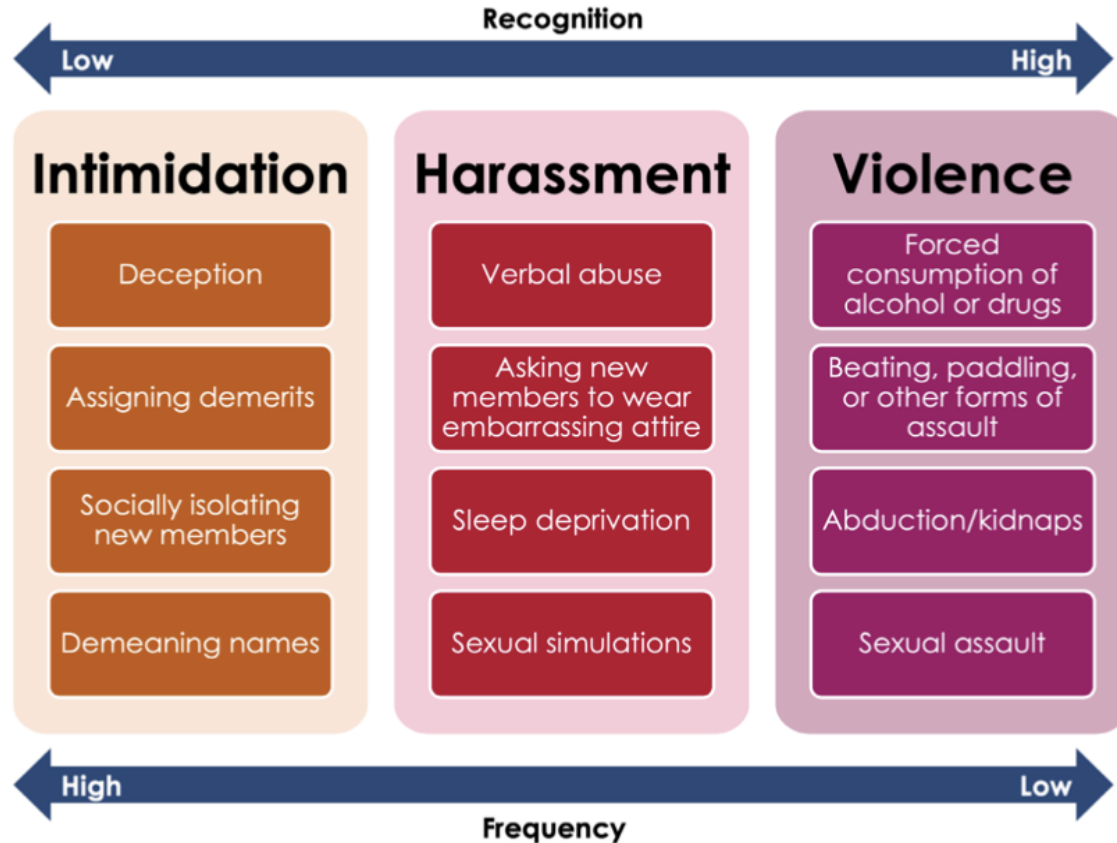 Recognition
Low
High
Intimidation
Deception
Assigning demerits
Socially isolating
new members
Demeaning names
Harassment
Verbal abuse
Asking new
members to wear
embarrassing attire
Sleep deprivation
Sexual simulations
Violence
Forced
consumption of
alcohol or drugs
Beating, paddling,
or other forms of
assault
Abduction/kidnaps
Sexual assault
High
Low
Frequency